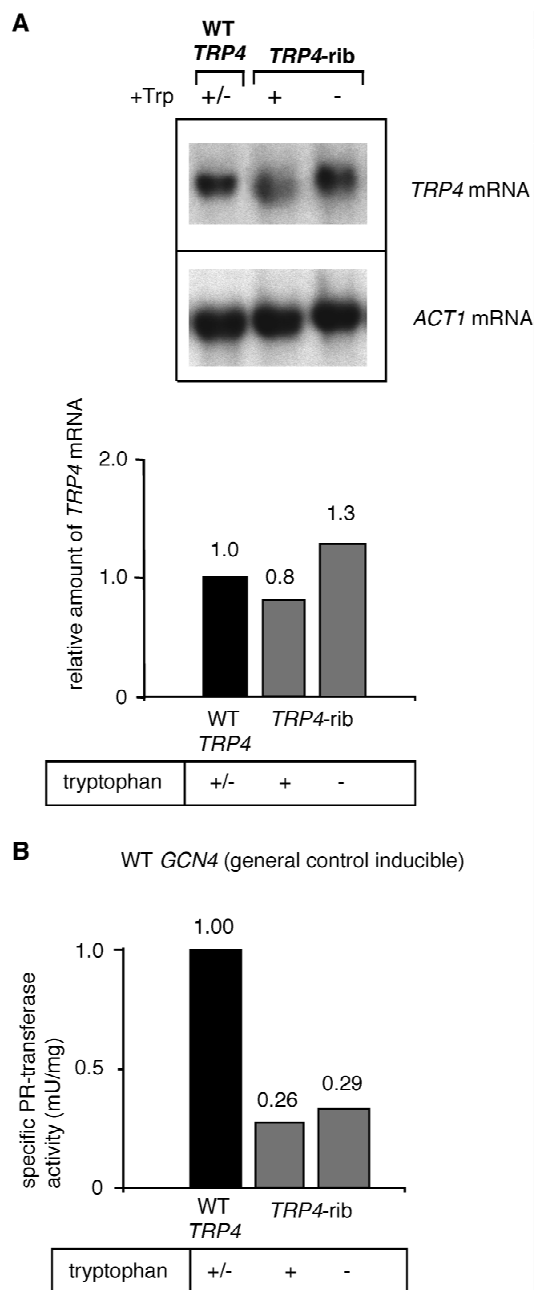 A
WT
TRP4 TRP4-rib
+Trp +/- + -
TRP4 mRNA
ACT1 mRNA
relative amount of TRP4 mRNA
2.0
1.3
1.0
1.0
0.8
0
WT TRP4-rib
TRP4
tryptophan +/- + -
B
WT GCN4 (general control inducible)
specific PR-transferase
activity (mU/mg)
1.00
1.0
0.5
0.26 0.29
0
WT TRP4-rib
TRP4
tryptophan +/- + -